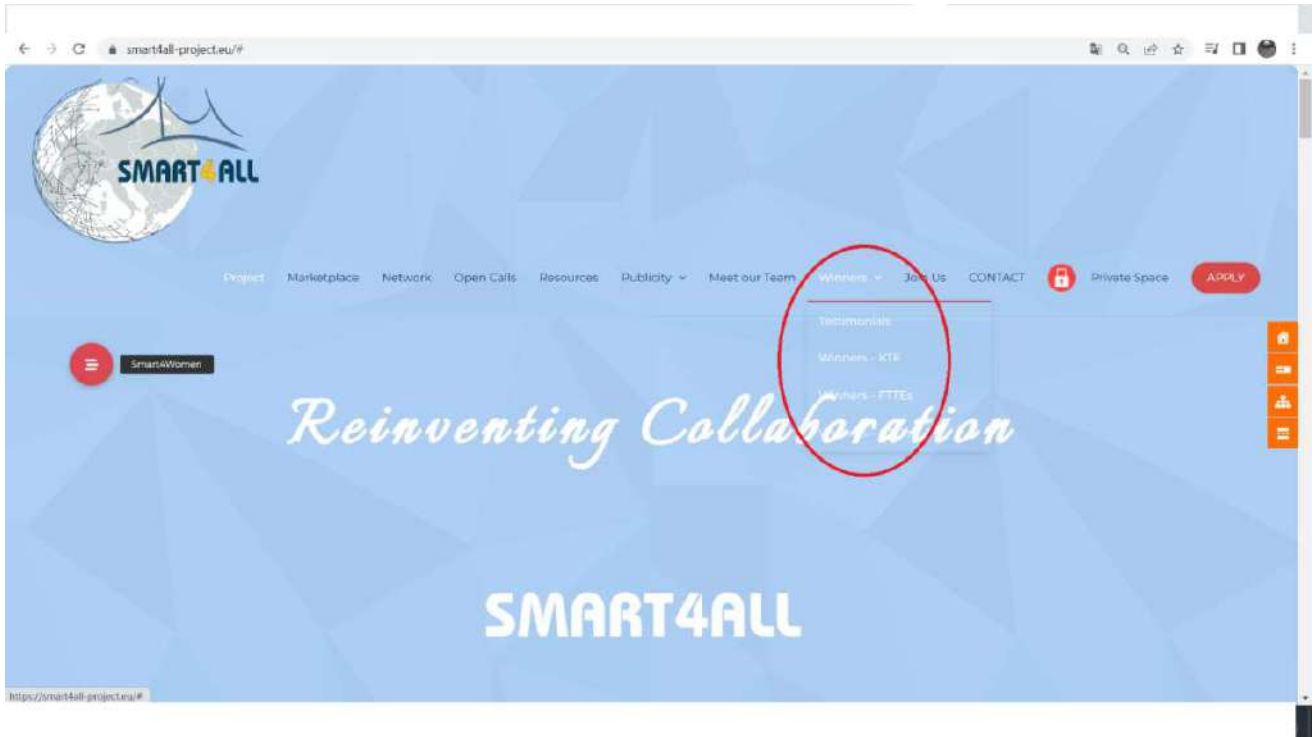 smart4all-project.eu/#
SMART4ALL
Project Marketplace Network Open Calls Resources Publicity Meet our Team Winners Join Us CONTACT Private Space APPLY
Testimonials
Winners - KTE
Winners - FTTEs
Smart4Women
Reinventing Collaboration
SMART4ALL
https://smart4all-project.eu/#